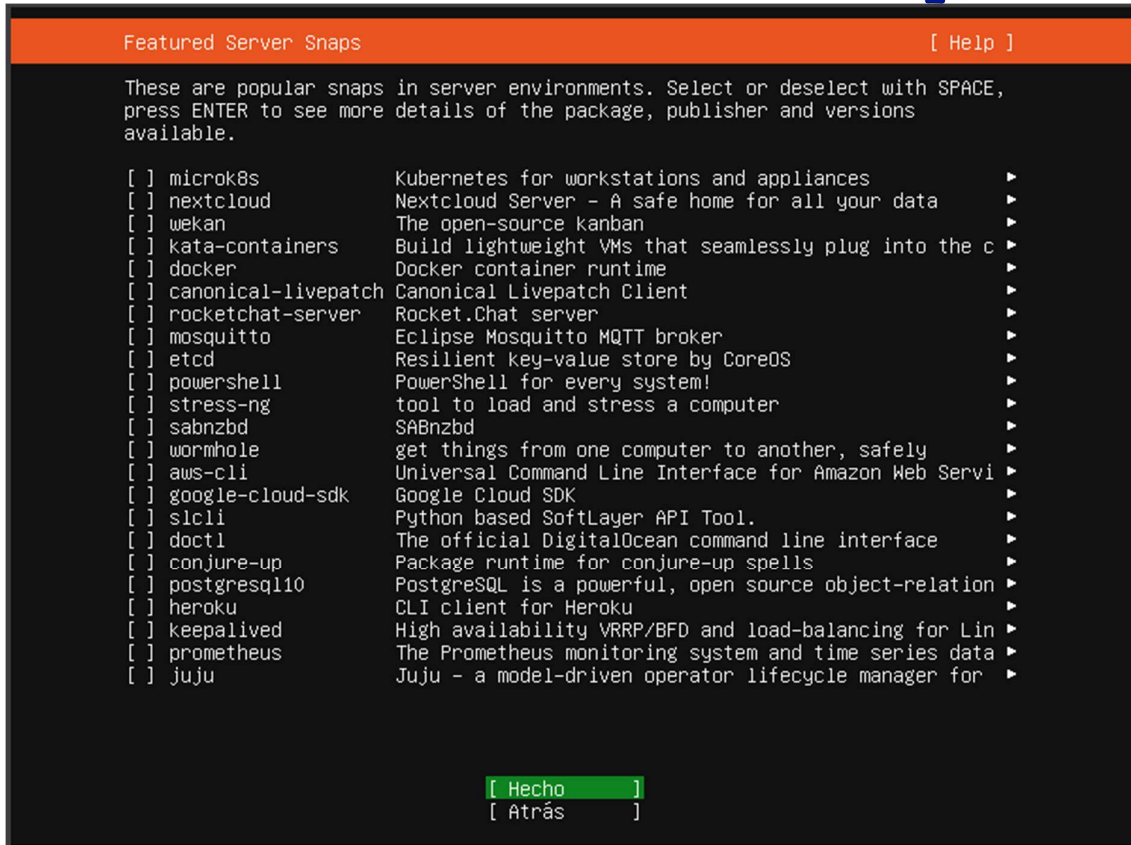 Featured Server Snaps [ Help ]
These are popular snaps in server environments. Select or deselect with SPACE,
press ENTER to see more details of the package, publisher and versions
available.
[ ] microk8s Kubernetes for workstations and appliances ►
[ ] nextcloud Nextcloud Server – A safe home for all your data ►
[ ] wekan The open-source kanban ►
[ ] kata-containers Build lightweight VMs that seamlessly plug into the c ►
[ ] docker Docker container runtime ►
[ ] canonical-livepatch Canonical Livepatch Client ►
[ ] rocketchat-server Rocket.Chat server ►
[ ] mosquitto Eclipse Mosquitto MQTT broker ►
[ ] etcd Resilient key-value store by CoreOS ►
[ ] powershell PowerShell for every system! ►
[ ] stress-ng tool to load and stress a computer ►
[ ] sabnzbd SABnzbd ►
[ ] wormhole get things from one computer to another, safely ►
[ ] aws-cli Universal Command Line Interface for Amazon Web Servi ►
[ ] google-cloud-sdk Google Cloud SDK ►
[ ] slcli Python based SoftLayer API Tool. ►
[ ] doctl The official DigitalOcean command line interface ►
[ ] conjure-up Package runtime for conjure-up spells ►
[ ] postgresql10 PostgreSQL is a powerful, open source object-relation ►
[ ] heroku CLI client for Heroku ►
[ ] keepalived High availability VRRP/BFD and load-balancing for Lin ►
[ ] prometheus The Prometheus monitoring system and time series data ►
[ ] juju Juju – a model-driven operator lifecycle manager for ►
[ Hecho ]
[ Atrás ]